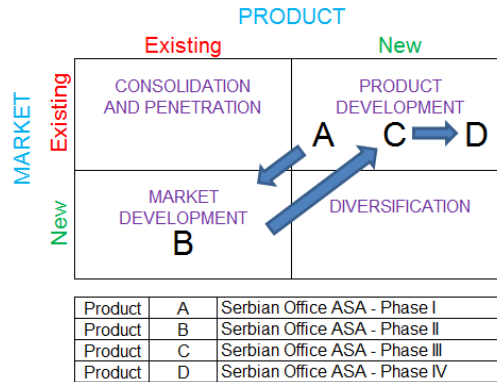 PRODUCT
Existing New
MARKET
Existing
New
CONSOLIDATION
AND PENETRATION
PRODUCT
DEVELOPMENT
A C D
MARKET
DEVELOPMENT
B
DIVERSIFICATION
Product A Serbian Office ASA - Phase I
Product B Serbian Office ASA - Phase II
Product C Serbian Office ASA - Phase III
Product D Serbian Office ASA - Phase IV